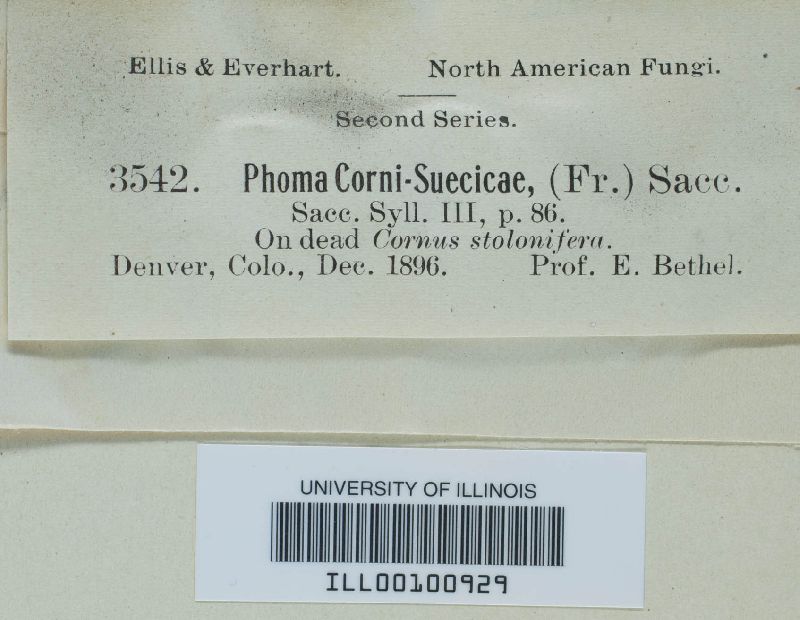 Ellis & Everhart. North American Fungi.
Second Series.
3542. Phoma Corni-Suecicae, (Fr.) Sacc.
Sacc. Syll. III, p. 86.
On dead Cornus stolonifera.
Denver, Colo., Dec. 1896. Prof. E. Bethel.
UNIVERSITY OF ILLINOIS
ILL00100929